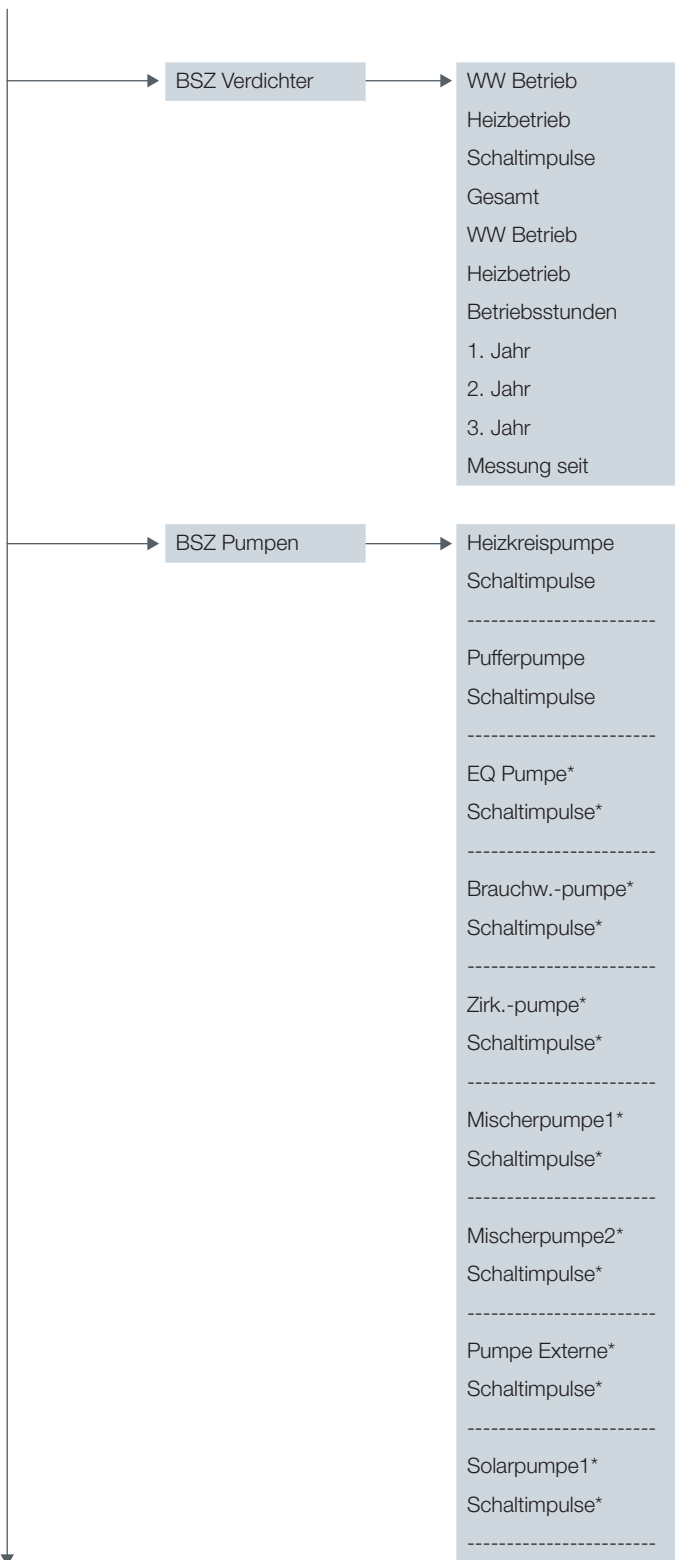 BSZ Verdichter
WW Betrieb
Heizbetrieb
Schaltimpulse
Gesamt
WW Betrieb
Heizbetrieb
Betriebsstunden
1. Jahr
2. Jahr
3. Jahr
Messung seit
BSZ Pumpen
Heizkreispumpe
Schaltimpulse
------------------------
Pufferpumpe
Schaltimpulse
------------------------
EQ Pumpe*
Schaltimpulse*
------------------------
Brauchw.-pumpe*
Schaltimpulse*
------------------------
Zirk.-pumpe*
Schaltimpulse*
------------------------
Mischerpumpe1*
Schaltimpulse*
------------------------
Mischerpumpe2*
Schaltimpulse*
------------------------
Pumpe Externe*
Schaltimpulse*
------------------------
Solarpumpe1*
Schaltimpulse*
------------------------